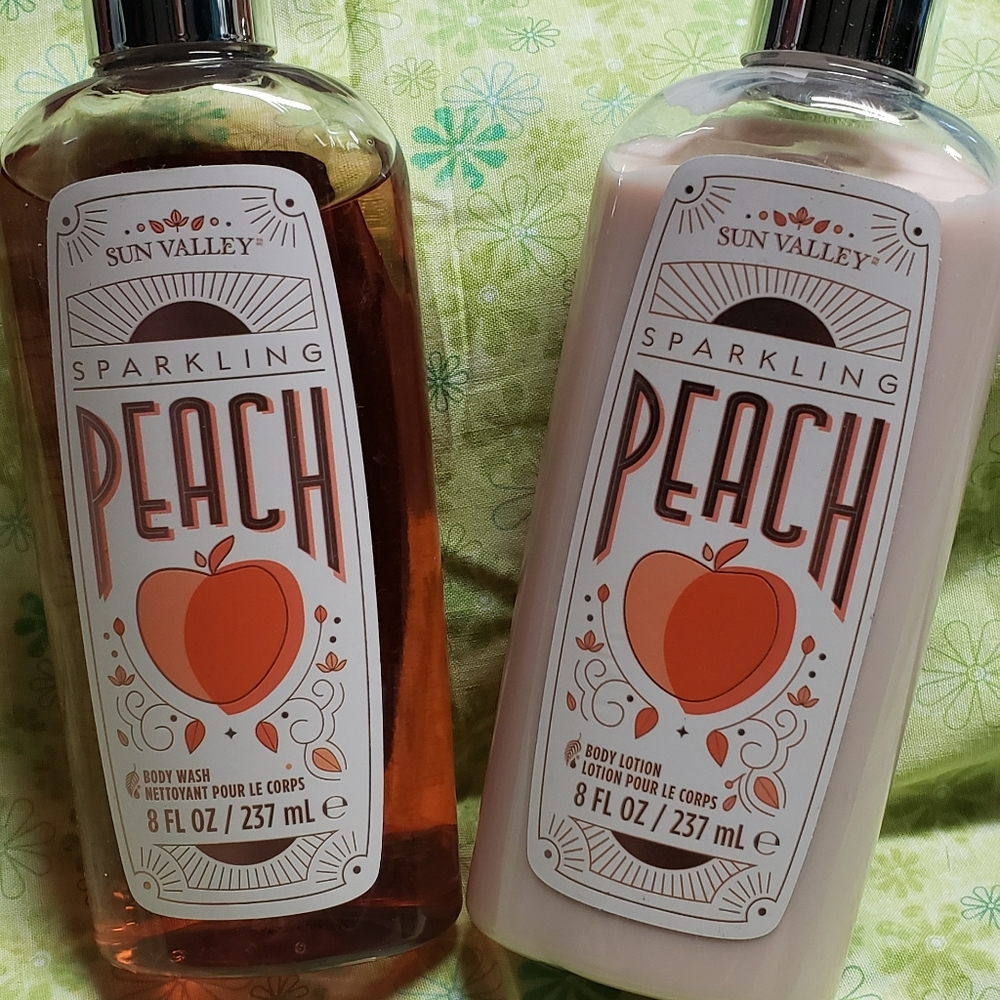 SUN VALLEY
SPARKLING
PEACH
BODY WASH
NETTOYANT POUR LE CORPS
8 FL OZ / 237 mL ℮
SUN VALLEY
SPARKLING
PEACH
BODY LOTION
LOTION POUR LE CORPS
8 FL OZ / 237 mL ℮